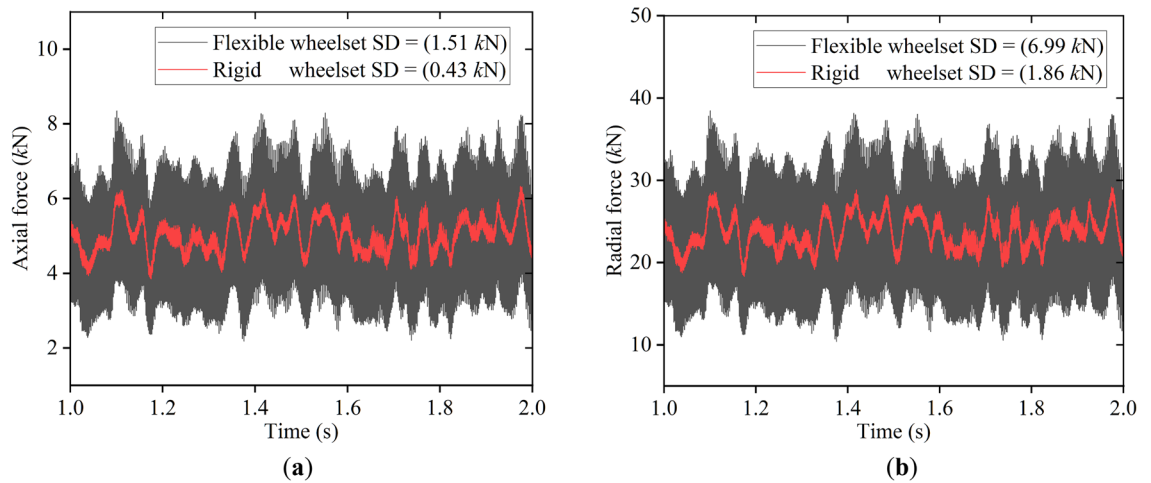 Flexible wheelset SD = (1.51 kN)
Rigid wheelset SD = (0.43 kN)
Axial force (kN)
10
8
6
4
2
1.0 1.2 1.4 1.6 1.8 2.0
Time (s)
(a)
Flexible wheelset SD = (6.99 kN)
Rigid wheelset SD = (1.86 kN)
Radial force (kN)
50
40
30
20
10
1.0 1.2 1.4 1.6 1.8 2.0
Time (s)
(b)